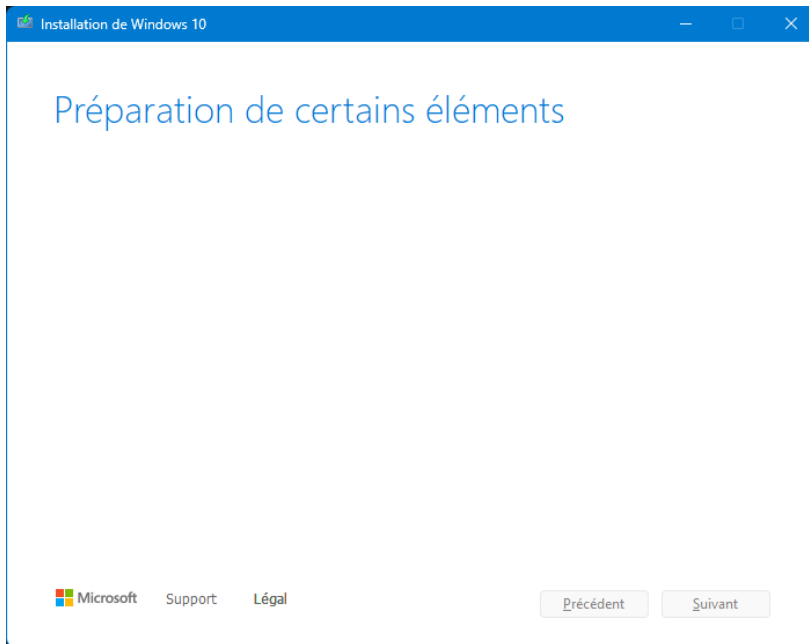 Installation de Windows 10
Préparation de certains éléments
Microsoft Support Légal Précédent Suivant